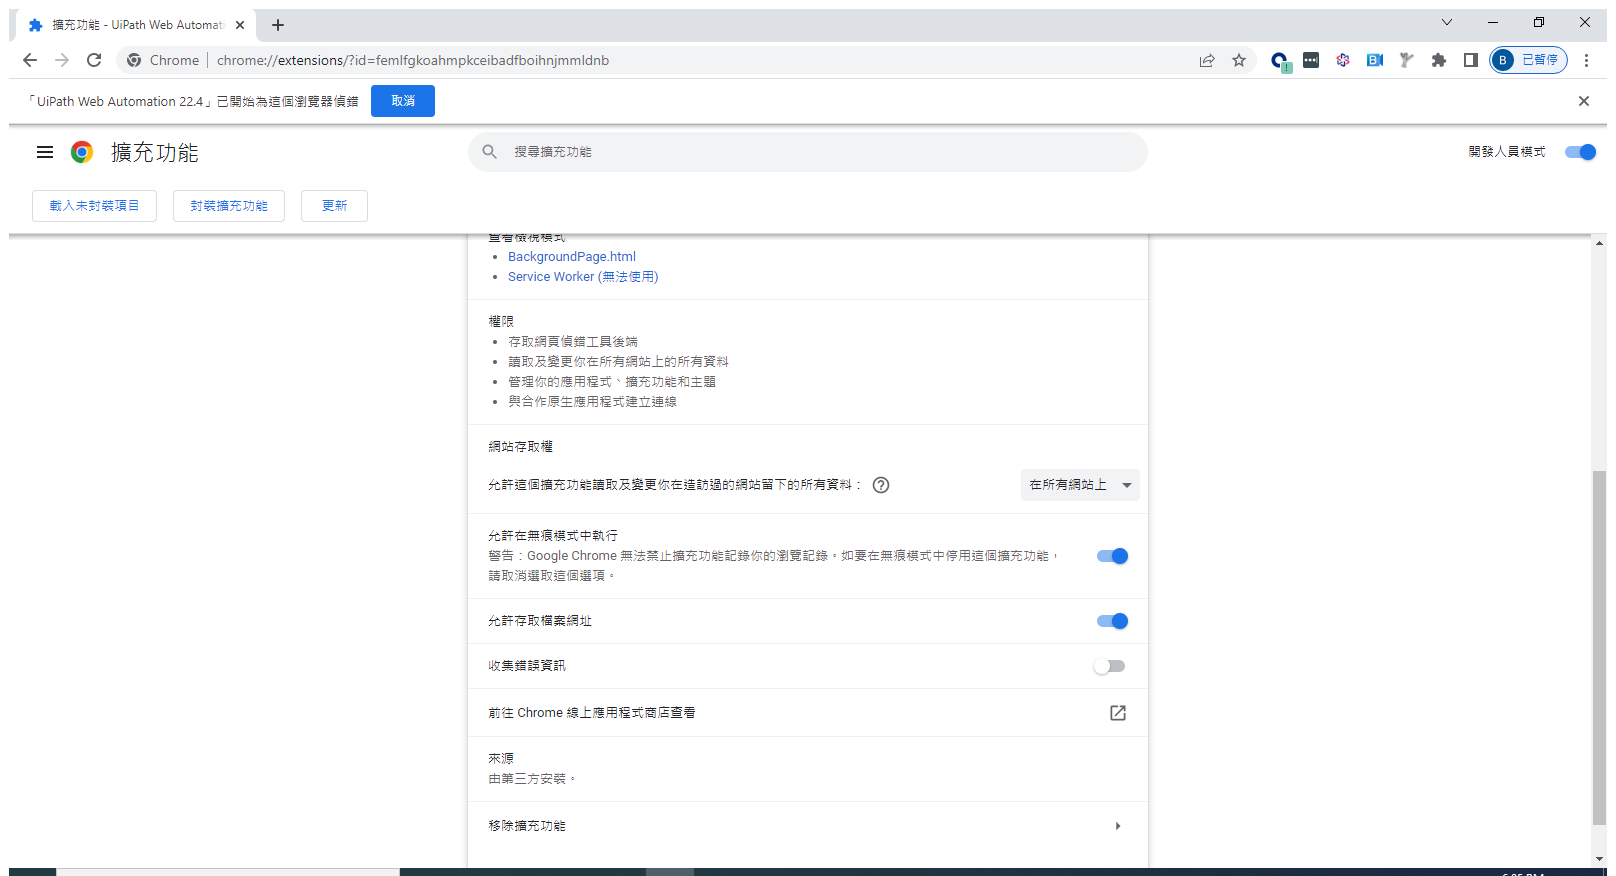 擴充功能 - UiPath Web Automat
Chrome
chrome://extensions/?id=femlfgkoahmpkceibadfboihnjmmldnb
B
已暫停
「UiPath Web Automation 22.4」已開始為這個瀏覽器偵錯
取消
擴充功能
搜尋擴充功能
開發人員模式
載入未封裝項目
封裝擴充功能
更新
查看檢視模式
BackgroundPage.html
Service Worker (無法使用)
權限
存取網頁偵錯工具後端
讀取及變更你在所有網站上的所有資料
管理你的應用程式、擴充功能和主題
與合作原生應用程式建立連線
網站存取權
允許這個擴充功能讀取及變更你在造訪過的網站留下的所有資料：
在所有網站上
允許在無痕模式中執行
警告：Google Chrome 無法禁止擴充功能記錄你的瀏覽記錄。如要在無痕模式中停用這個擴充功能，
請取消選取這個選項。
允許存取檔案網址
收集錯誤資訊
前往 Chrome 線上應用程式商店查看
來源
由第三方安裝。
移除擴充功能